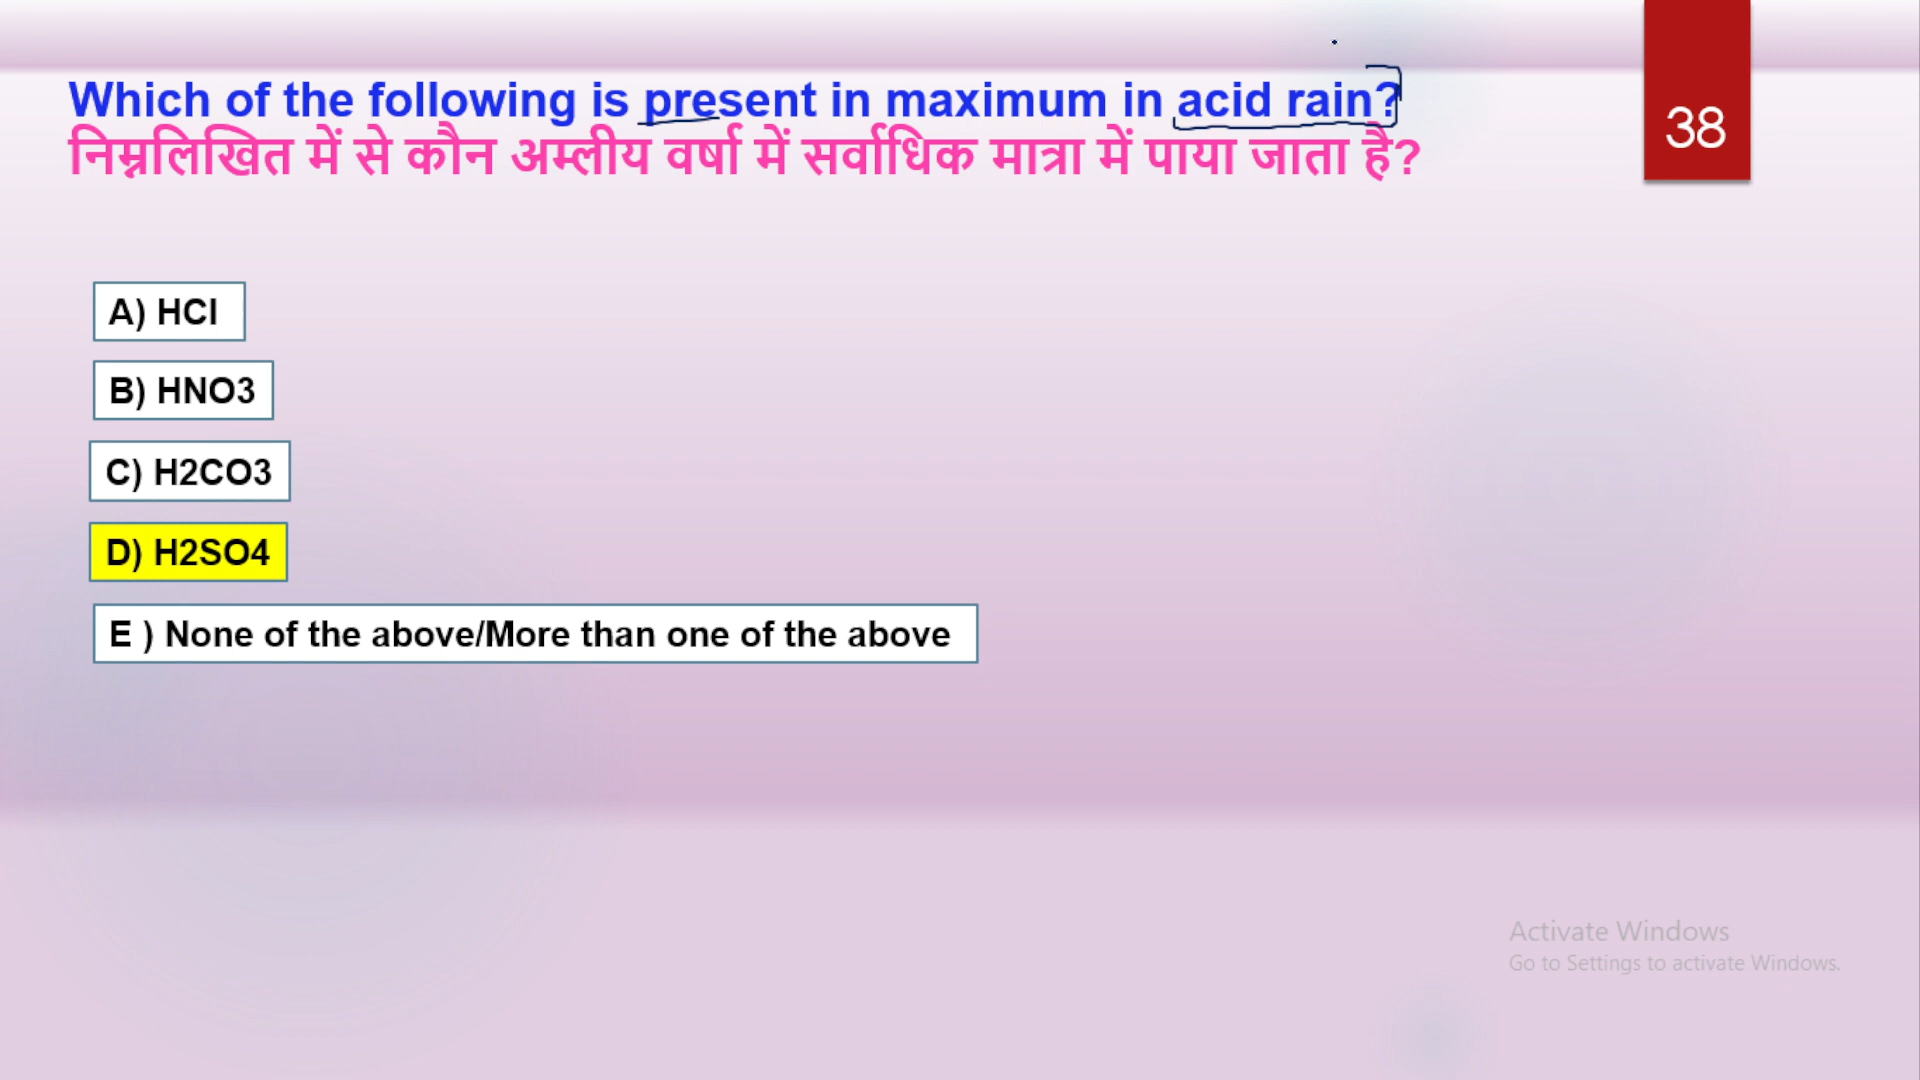 Which of the following is present in maximum in acid rain?
निम्नलिखित में से कौन अम्लीय वर्षा में सर्वाधिक मात्रा में पाया जाता है?
38
A) HCl
B) HNO3
C) H2CO3
D) H2SO4
E ) None of the above/More than one of the above
Activate Windows
Go to Settings to activate Windows.